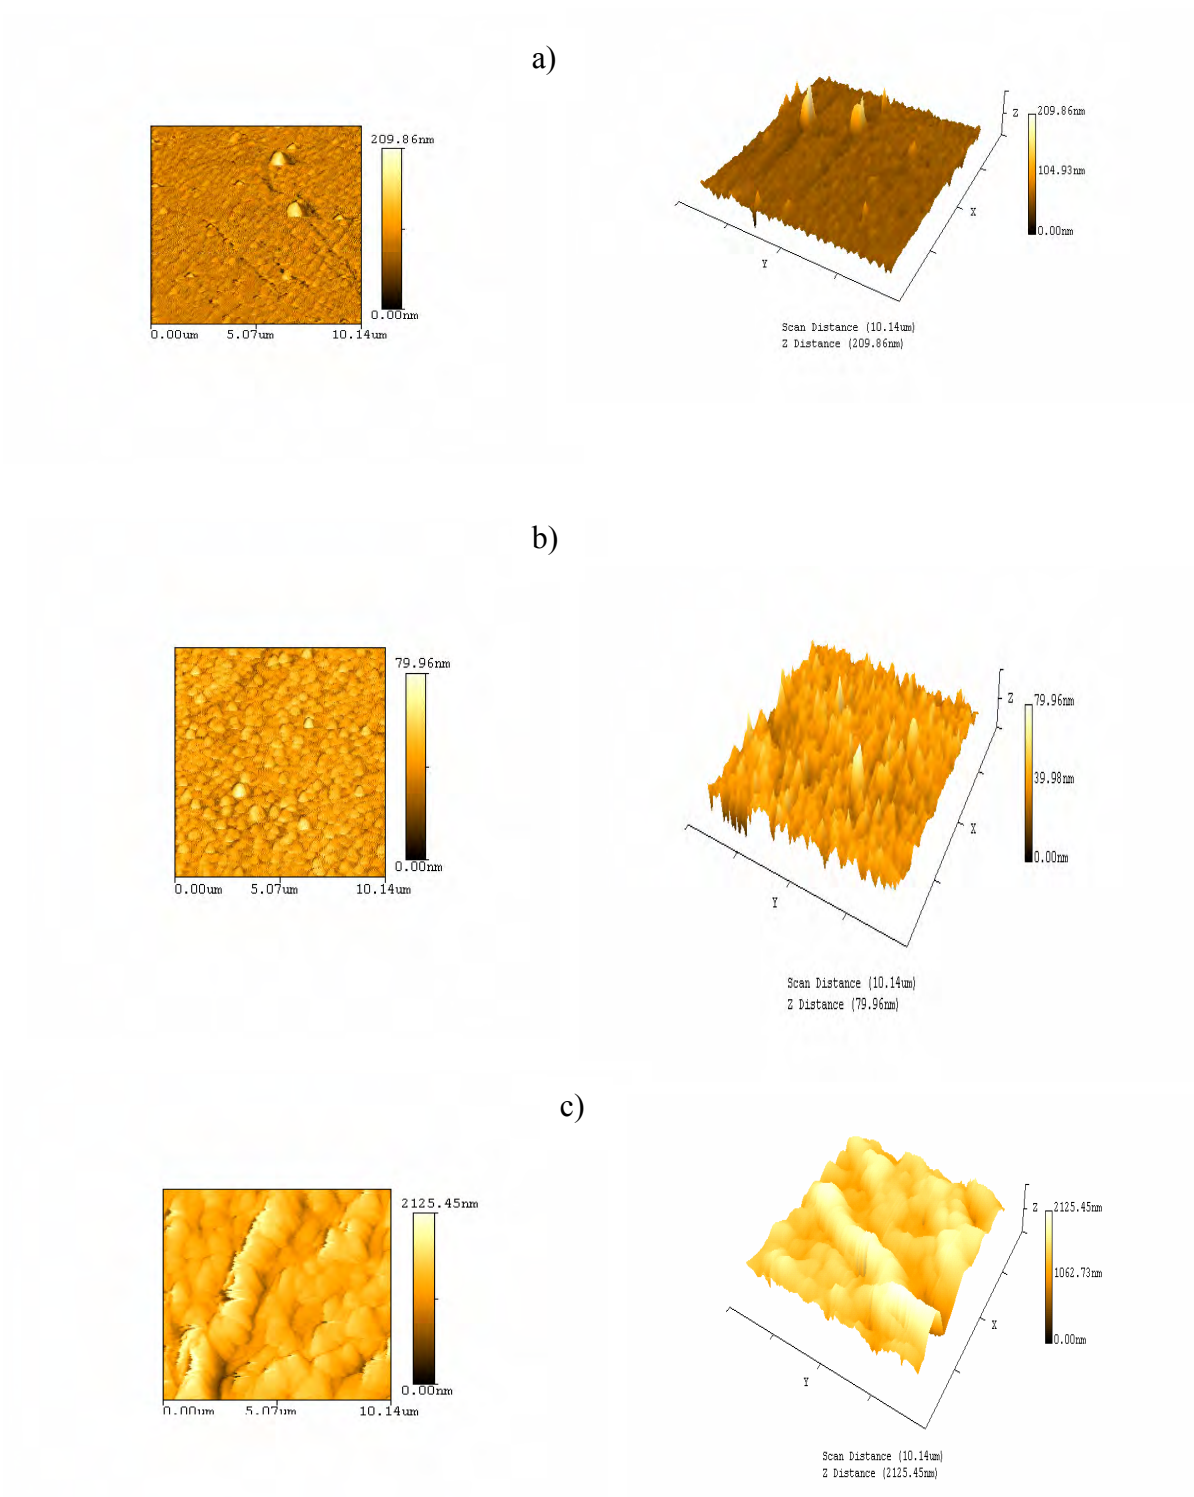 a)
209.86nm
0.00nm
0.00um 5.07um 10.14um
Z
209.86nm
104.93nm
0.00nm
X
Y
Scan Distance (10.14um)
Z Distance (209.86nm)
b)
79.96nm
0.00nm
0.00um 5.07um 10.14um
Z
79.96nm
39.98nm
0.00nm
X
Y
Scan Distance (10.14um)
Z Distance (79.96nm)
c)
2125.45nm
0.00nm
0.00um 5.07um 10.14um
Z
2125.45nm
1062.73nm
0.00nm
X
Y
Scan Distance (10.14um)
Z Distance (2125.45nm)